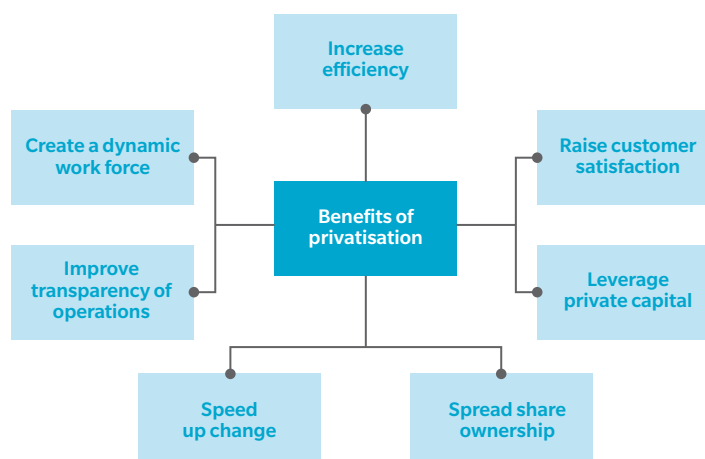 Increase
efficiency
Create a dynamic
work force
Raise customer
satisfaction
Benefits of
privatisation
Improve
transparency of
operations
Leverage
private capital
Speed
up change
Spread share
ownership